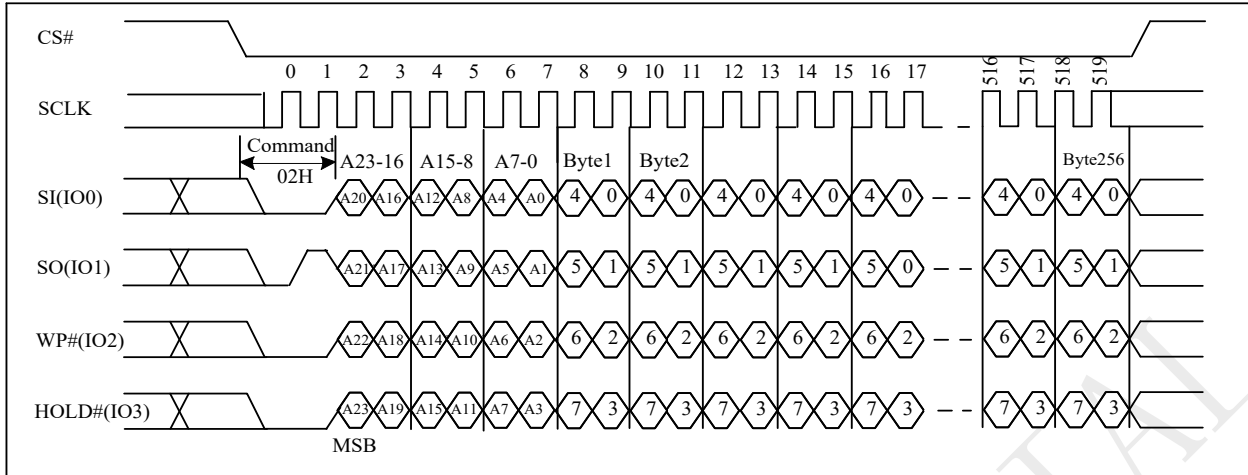 CS#
0 1 2 3 4 5 6 7 8 9 10 11 12 13 14 15 16 17 516 517 518 519
SCLK
Command
02H
A23-16 A15-8 A7-0 Byte1 Byte2 Byte256
SI(IO0) A20 A16 A12 A8 A4 A0 4 0 4 0 4 0 4 0 4 0 4 0 4 0
SO(IO1) A21 A17 A13 A9 A5 A1 5 1 5 1 5 1 5 1 5 0 5 1 5 1
WP#(IO2) A22 A18 A14 A10 A6 A2 6 2 6 2 6 2 6 2 6 2 6 2 6 2
HOLD#(IO3) A23 A19 A15 A11 A7 A3 7 3 7 3 7 3 7 3 7 3 7 3 7 3
MSB